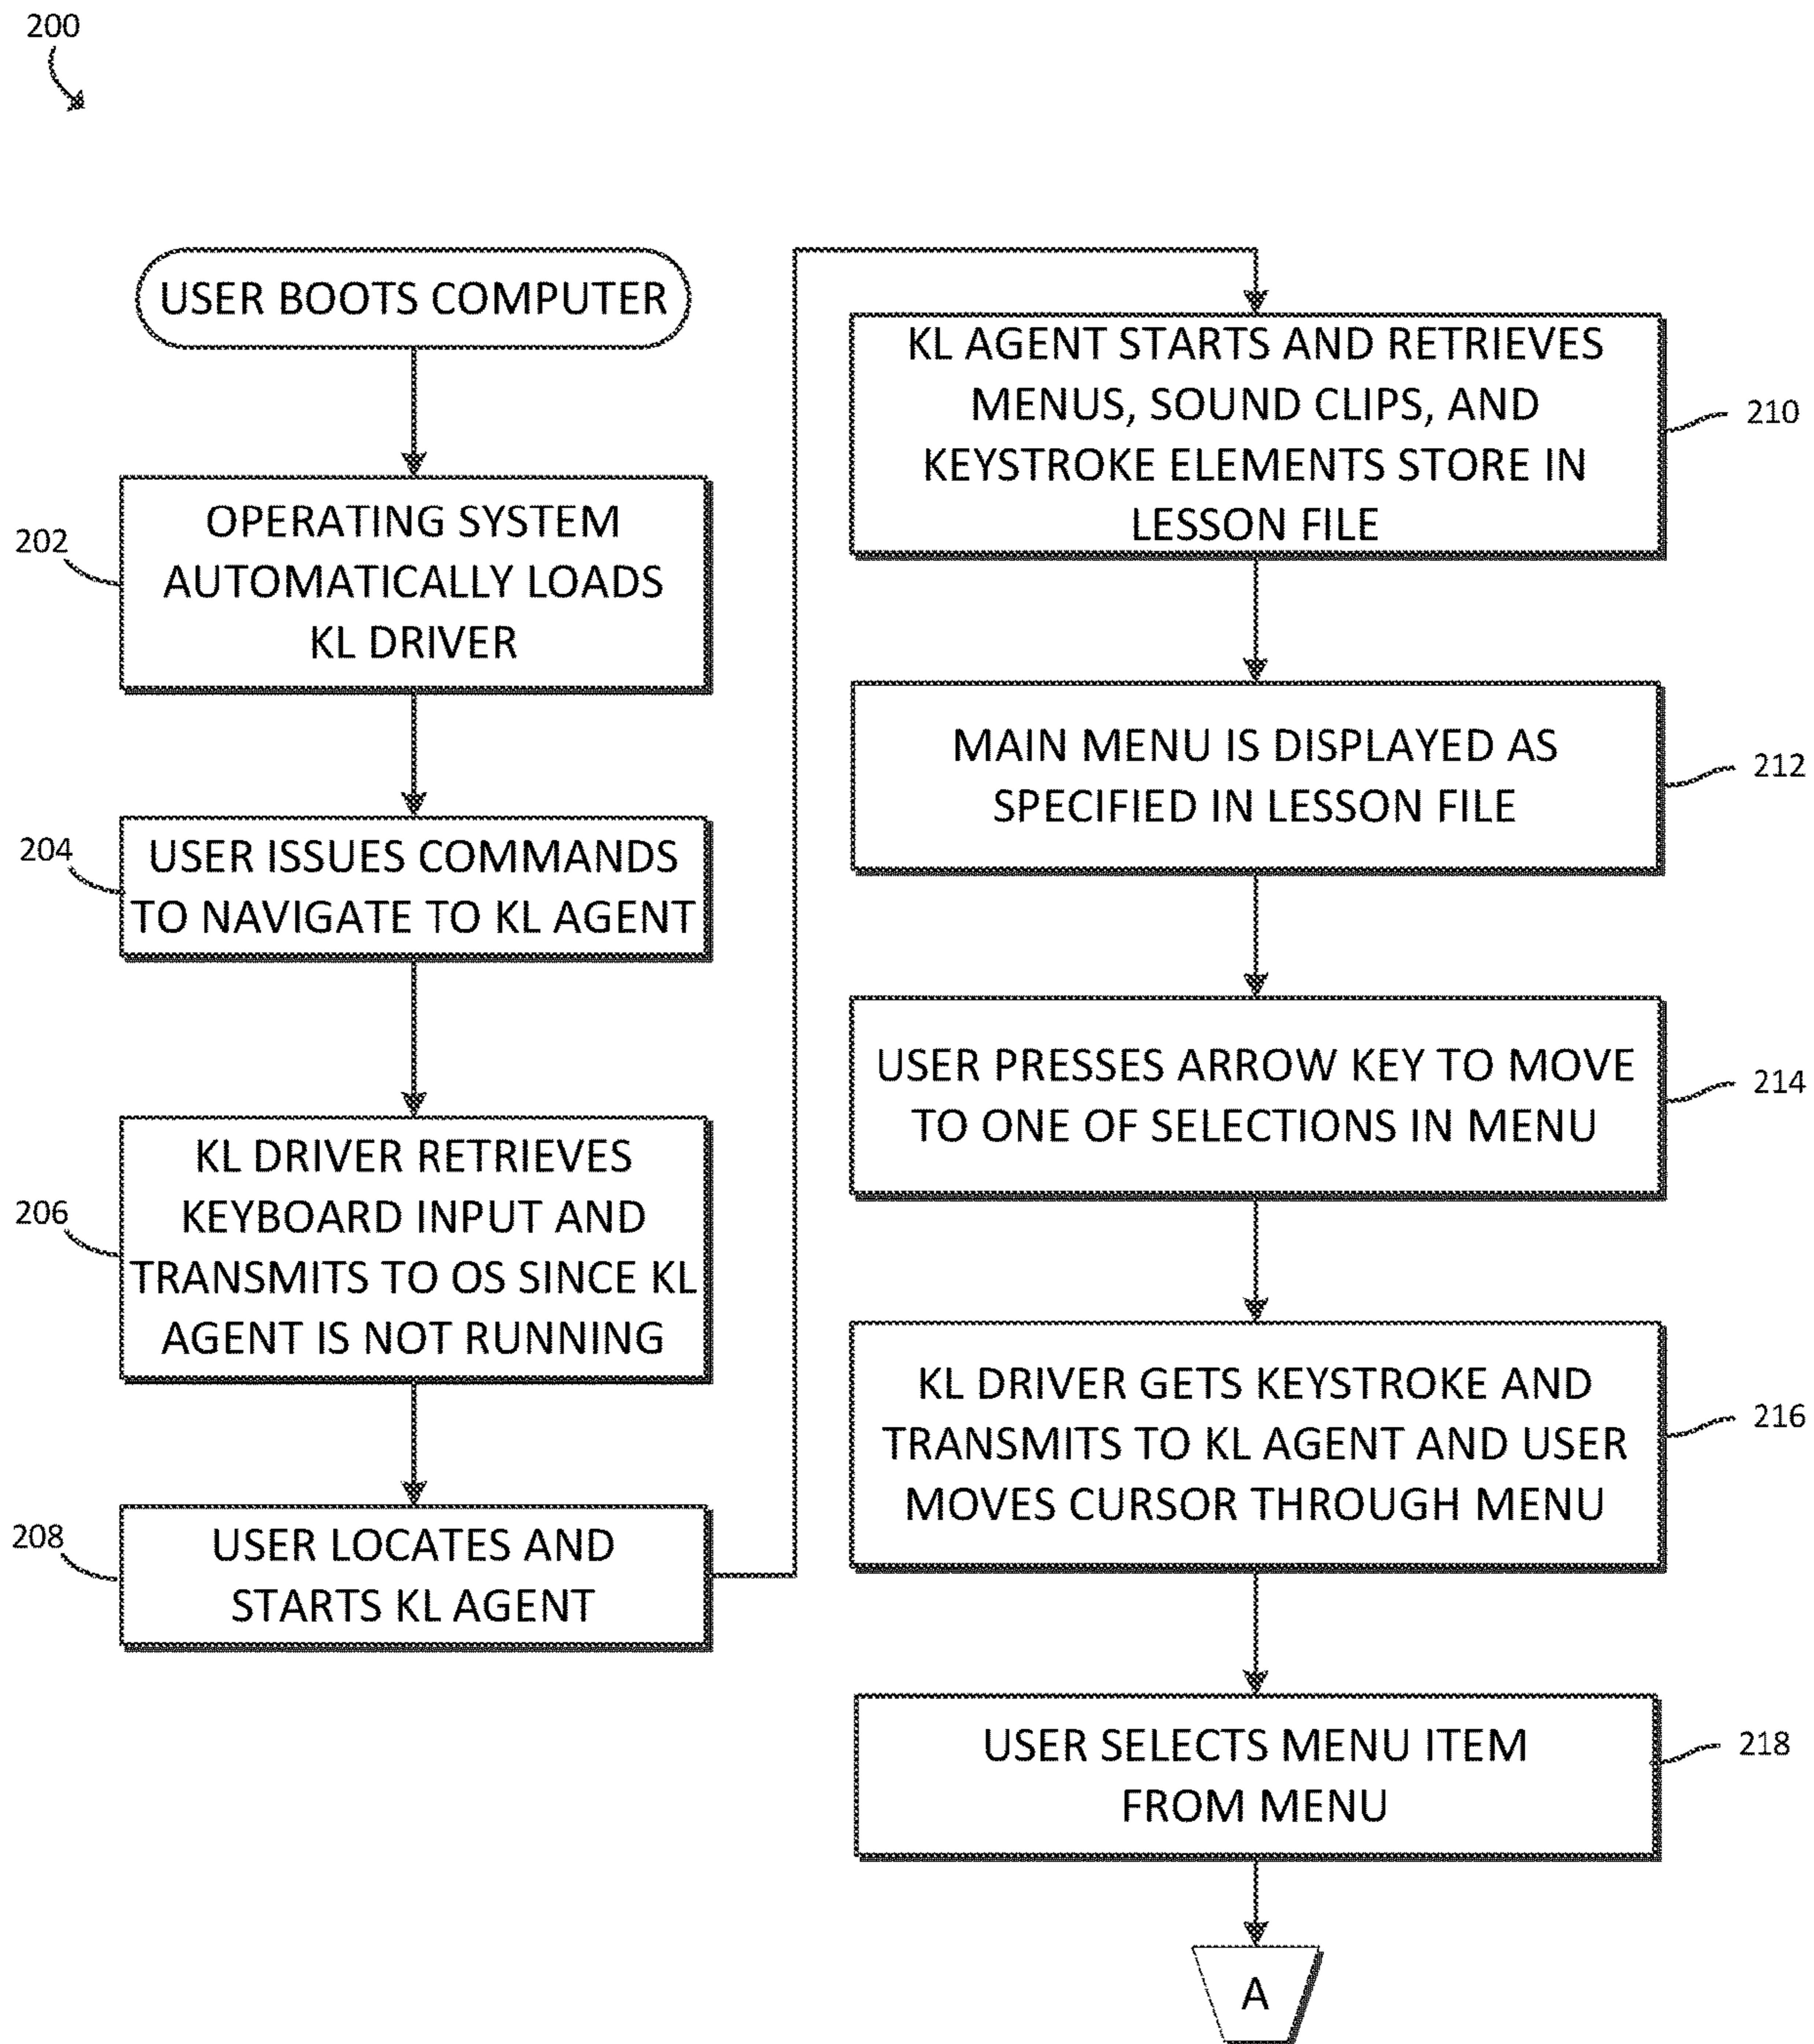 200
USER BOOTS COMPUTER
202
OPERATING SYSTEM
AUTOMATICALLY LOADS
KL DRIVER
204
USER ISSUES COMMANDS
TO NAVIGATE TO KL AGENT
206
KL DRIVER RETRIEVES
KEYBOARD INPUT AND
TRANSMITS TO OS SINCE KL
AGENT IS NOT RUNNING
208
USER LOCATES AND
STARTS KL AGENT
KL AGENT STARTS AND RETRIEVES
MENUS, SOUND CLIPS, AND
KEYSTROKE ELEMENTS STORE IN
LESSON FILE
210
MAIN MENU IS DISPLAYED AS
SPECIFIED IN LESSON FILE
212
USER PRESSES ARROW KEY TO MOVE
TO ONE OF SELECTIONS IN MENU
214
KL DRIVER GETS KEYSTROKE AND
TRANSMITS TO KL AGENT AND USER
MOVES CURSOR THROUGH MENU
216
USER SELECTS MENU ITEM
FROM MENU
218
A